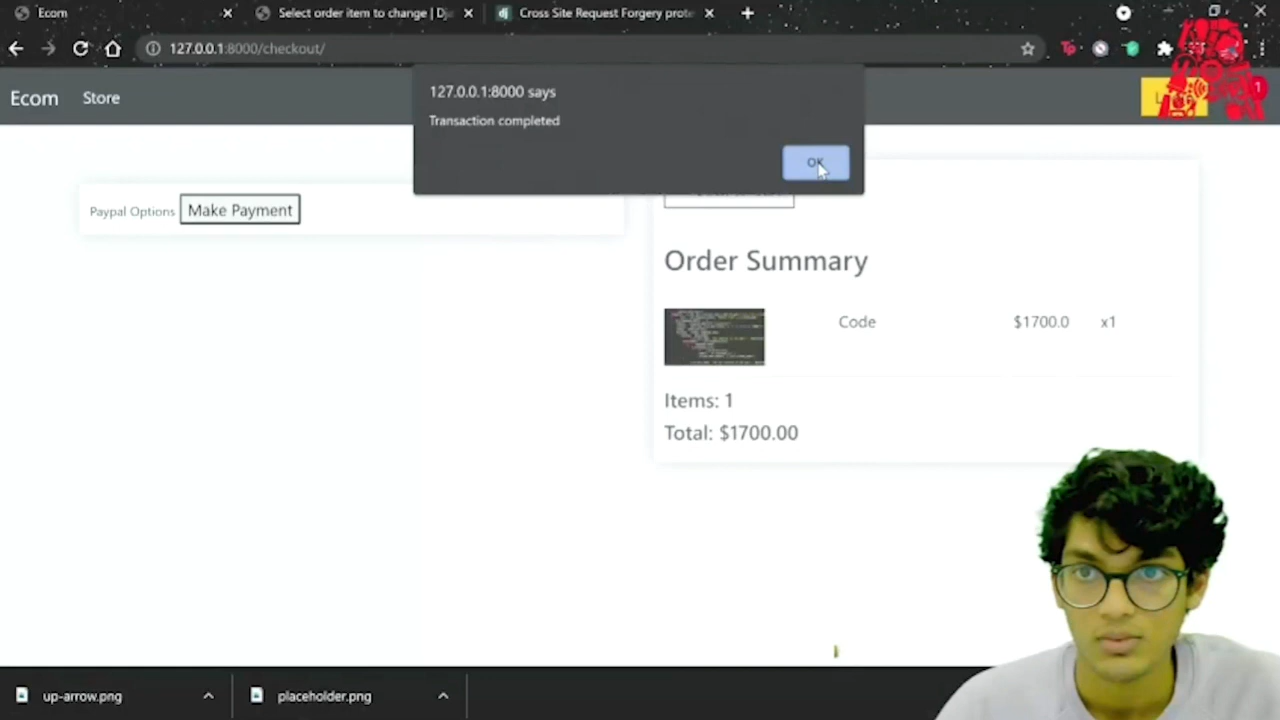 Ecom
Select order item to change | Dja
Cross Site Request Forgery prote
127.0.0.1:8000/checkout/
127.0.0.1:8000 says
Transaction completed
OK
Ecom
Store
1
Paypal Options
Make Payment
Order Summary
Code
$1700.0
x1
Items: 1
Total: $1700.00
up-arrow.png
placeholder.png